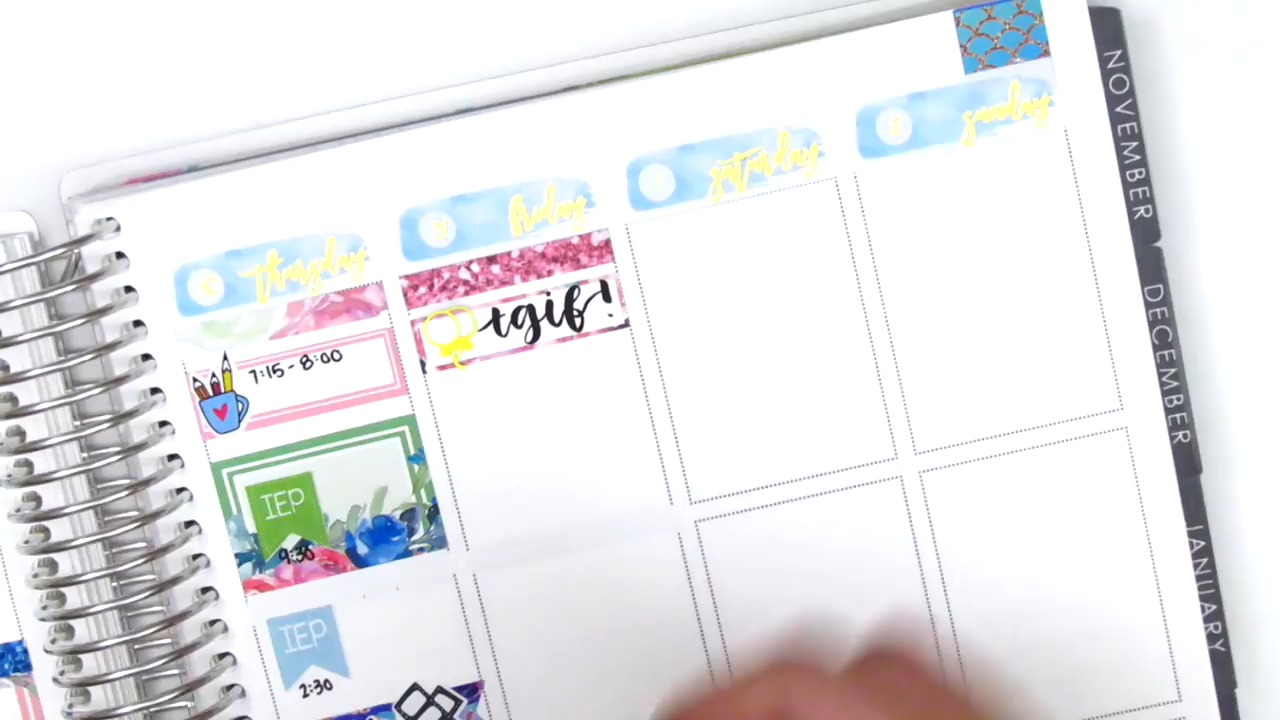 thursday
friday
saturday
sunday
7:15 - 8:00
tgif!
IEP
9:30
IEP
2:30
NOVEMBER
DECEMBER
JANUARY